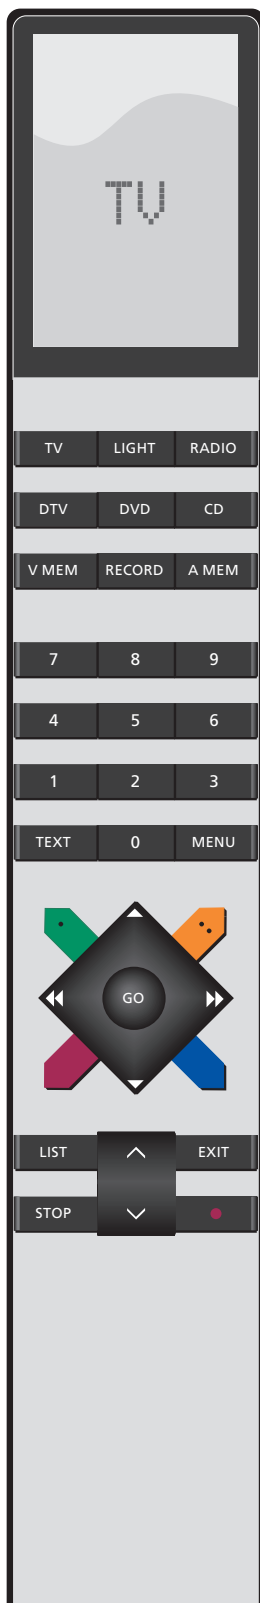 TV
TV LIGHT RADIO
DTV DVD CD
V MEM RECORD A MEM
7 8 9
4 5 6
1 2 3
TEXT 0 MENU
GO
LIST EXIT
STOP